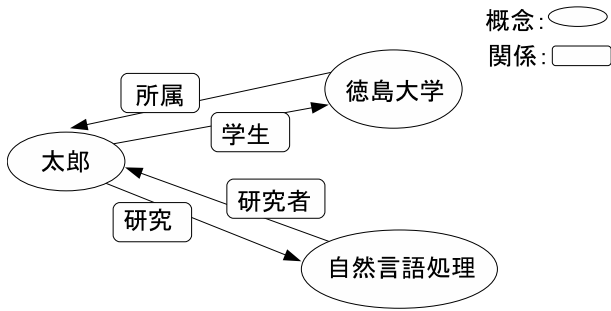 概念：
関係：
所属
徳島大学
学生
太郎
研究者
研究
自然言語処理